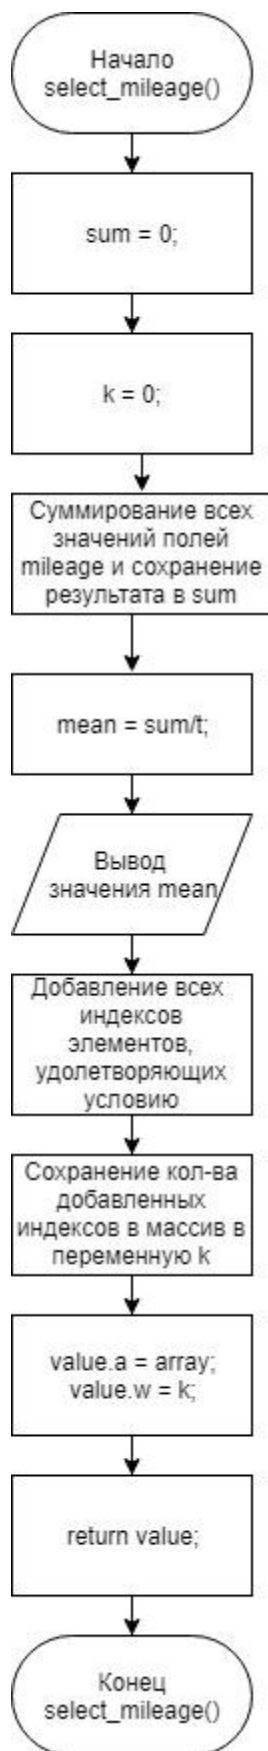 Начало
select_mileage()
sum = 0;
k = 0;
Суммирование всех
значений полей
mileage и сохранение
результата в sum
mean = sum/t;
Вывод
значения mean
Добавление всех
индексов
элементов,
удолетворяющих
условию
Сохранение кол-ва
добавленных
индексов в массив в
переменную k
value.a = array;
value.w = k;
return value;
Конец
select_mileage()